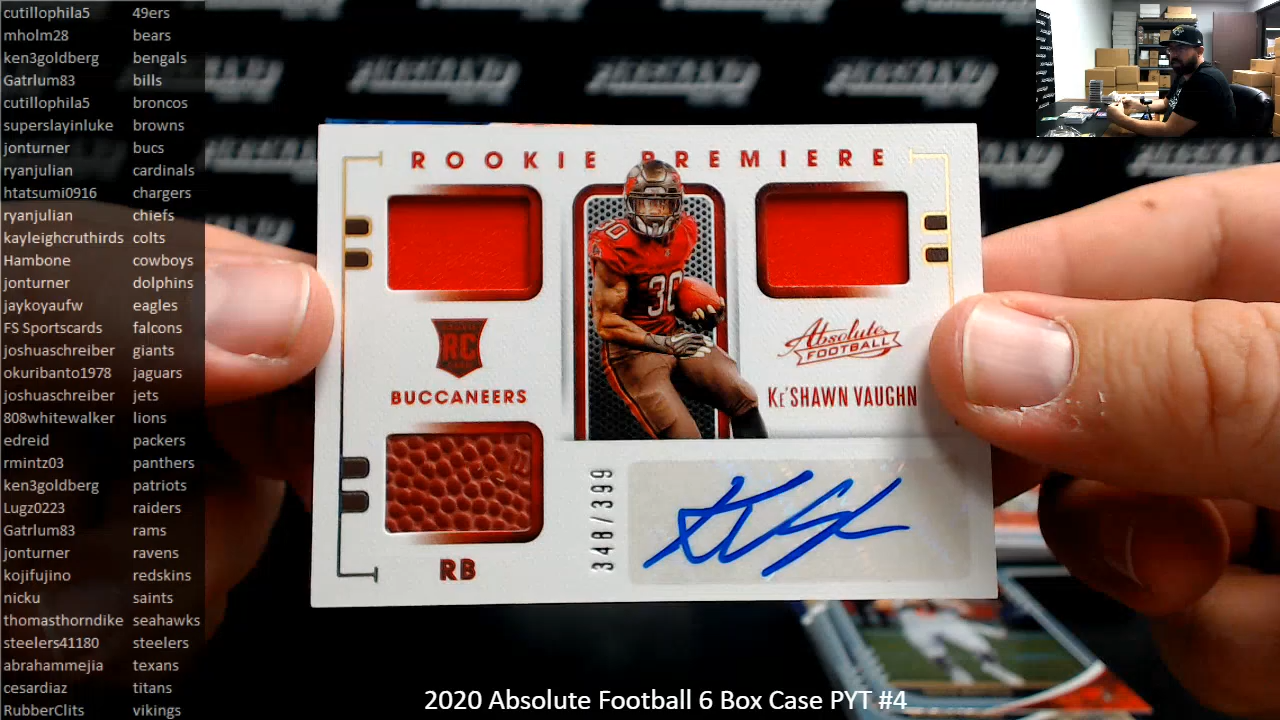 cutillophila5 49ers
mholm28 bears
ken3goldberg bengals
Gatrlum83 bills
cutillophila5 broncos
superslayinluke browns
jonturner bucs
ryanjulian cardinals
htatsumi0916 chargers
ryanjulian chiefs
kayleighcruthirds colts
Hambone cowboys
jonturner dolphins
jaykoyaufw eagles
FS Sportscards falcons
joshuaschreiber giants
okuribanto1978 jaguars
joshuaschreiber jets
808whitewalker lions
edreid packers
rmintz03 panthers
ken3goldberg patriots
Lugz0223 raiders
Gatrlum83 rams
jonturner ravens
kojifujino redskins
nicku saints
thomasthorndike seahawks
steelers41180 steelers
abrahammejia texans
cesardiaz titans
RubberClits vikings
ROOKIE PREMIERE
30
30
RC
BUCCANEERS
Absolute
FOOTBALL
KE'SHAWN VAUGHN
RB
348/399
2020 Absolute Football 6 Box Case PYT #4